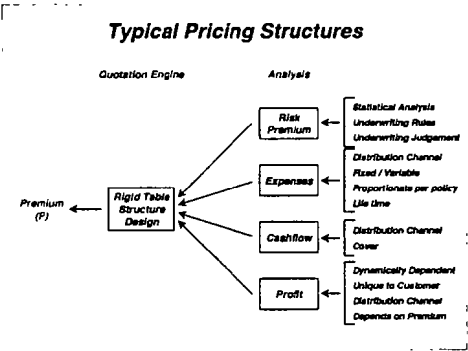 Typical Pricing Structures
Quotation Engine
Analysis
Risk
Premium
Statistical Analysis
Underwriting Rules
Underwriting Judgement
Expenses
Distribution Channel
Fixed / Variable
Proportionate per policy
Life time
Premium
(P)
Rigid Table
Structure
Design
Cashflow
Distribution Channel
Cover
Profit
Dynamically Dependent
Unique to Customer
Distribution Channel
Depends on Premium